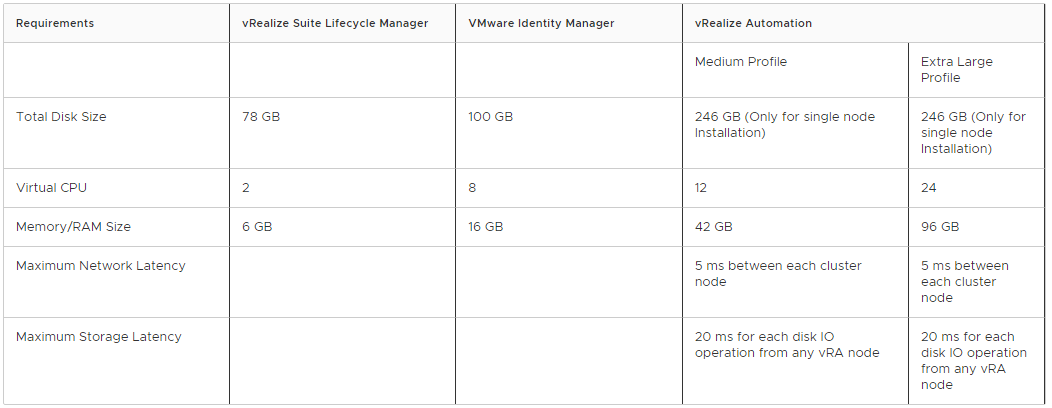 Requirements
vRealize Suite Lifecycle Manager
VMware Identity Manager
vRealize Automation
Medium Profile
Extra Large
Profile
Total Disk Size
78 GB
100 GB
246 GB (Only for single node
Installation)
246 GB (Only for
single node
Installation)
Virtual CPU
2
8
12
24
Memory/RAM Size
6 GB
16 GB
42 GB
96 GB
Maximum Network Latency
5 ms between each cluster
node
5 ms between
each cluster
node
Maximum Storage Latency
20 ms for each disk IO
operation from any vRA node
20 ms for each
disk IO operation
from any vRA
node